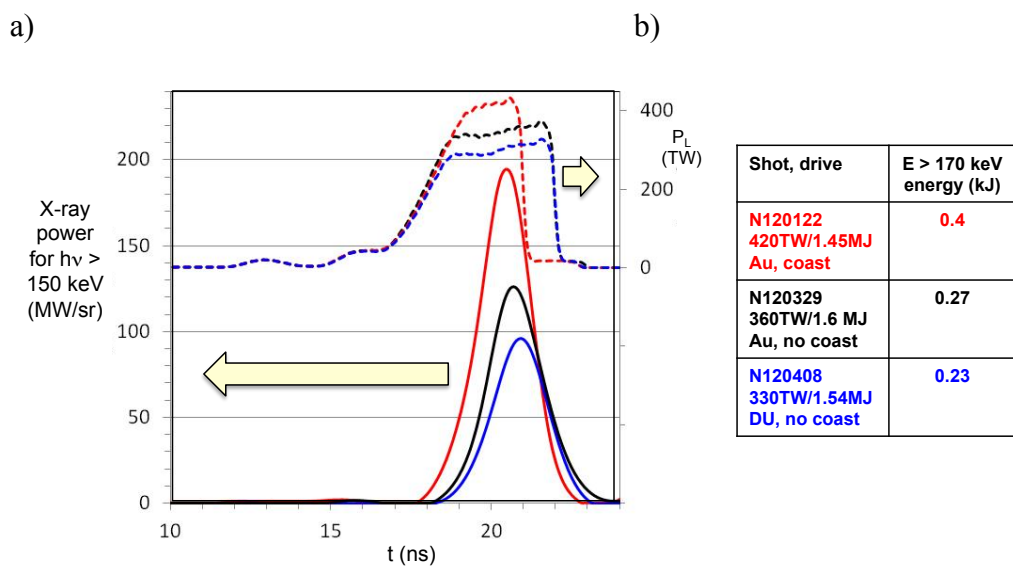 a)
b)
X-ray
power
for hν >
150 keV
(MW/sr)
200
150
100
50
0
10
15
20
t (ns)
400
P_L
(TW)
200
0
Shot, drive
E > 170 keV
energy (kJ)
N120122
420TW/1.45MJ
Au, coast
0.4
N120329
360TW/1.6 MJ
Au, no coast
0.27
N120408
330TW/1.54MJ
DU, no coast
0.23